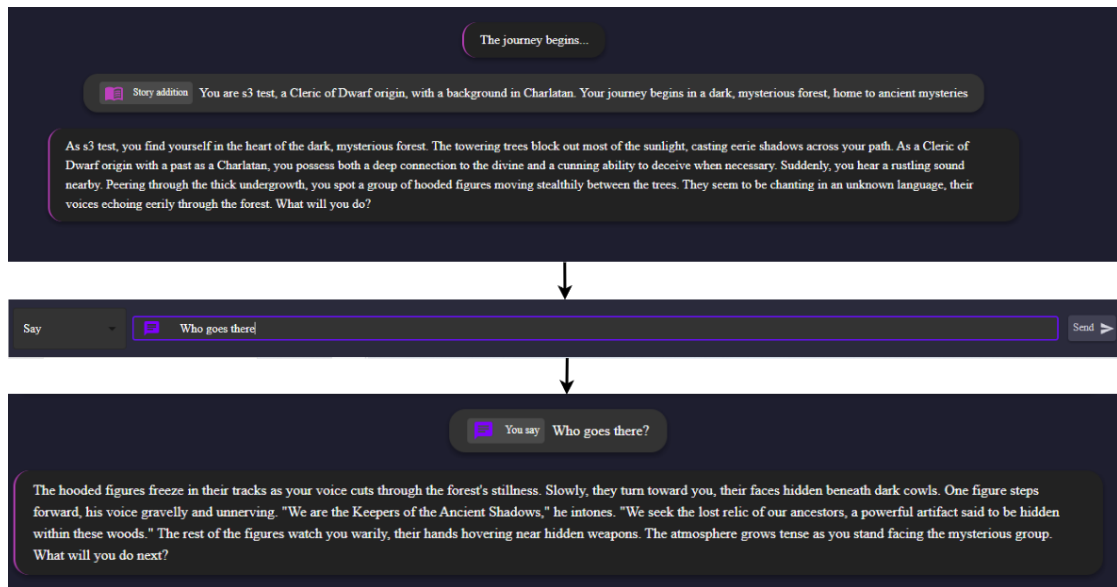 The journey begins...
Story addition You are s3 test, a Cleric of Dwarf origin, with a background in Charlatan. Your journey begins in a dark, mysterious forest, home to ancient mysteries
As s3 test, you find yourself in the heart of the dark, mysterious forest. The towering trees block out most of the sunlight, casting eerie shadows across your path. As a Cleric of
Dwarf origin with a past as a Charlatan, you possess both a deep connection to the divine and a cunning ability to deceive when necessary. Suddenly, you hear a rustling sound
nearby. Peering through the thick undergrowth, you spot a group of hooded figures moving stealthily between the trees. They seem to be chanting in an unknown language, their
voices echoing eerily through the forest. What will you do?
Say Who goes there Send
You say Who goes there?
The hooded figures freeze in their tracks as your voice cuts through the forest's stillness. Slowly, they turn toward you, their faces hidden beneath dark cowls. One figure steps
forward, his voice gravelly and unnerving. "We are the Keepers of the Ancient Shadows," he intones. "We seek the lost relic of our ancestors, a powerful artifact said to be hidden
within these woods." The rest of the figures watch you warily, their hands hovering near hidden weapons. The atmosphere grows tense as you stand facing the mysterious group.
What will you do next?